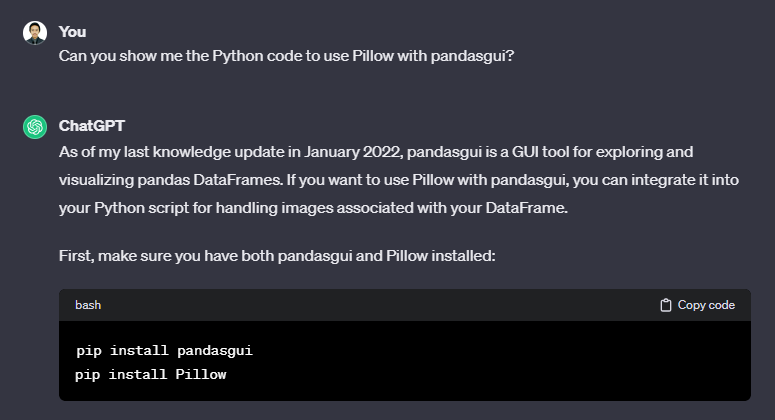 You
Can you show me the Python code to use Pillow with pandasgui?
ChatGPT
As of my last knowledge update in January 2022, pandasgui is a GUI tool for exploring and
visualizing pandas DataFrames. If you want to use Pillow with pandasgui, you can integrate it into
your Python script for handling images associated with your DataFrame.
First, make sure you have both pandasgui and Pillow installed:
bash Copy code
pip install pandasgui
pip install Pillow